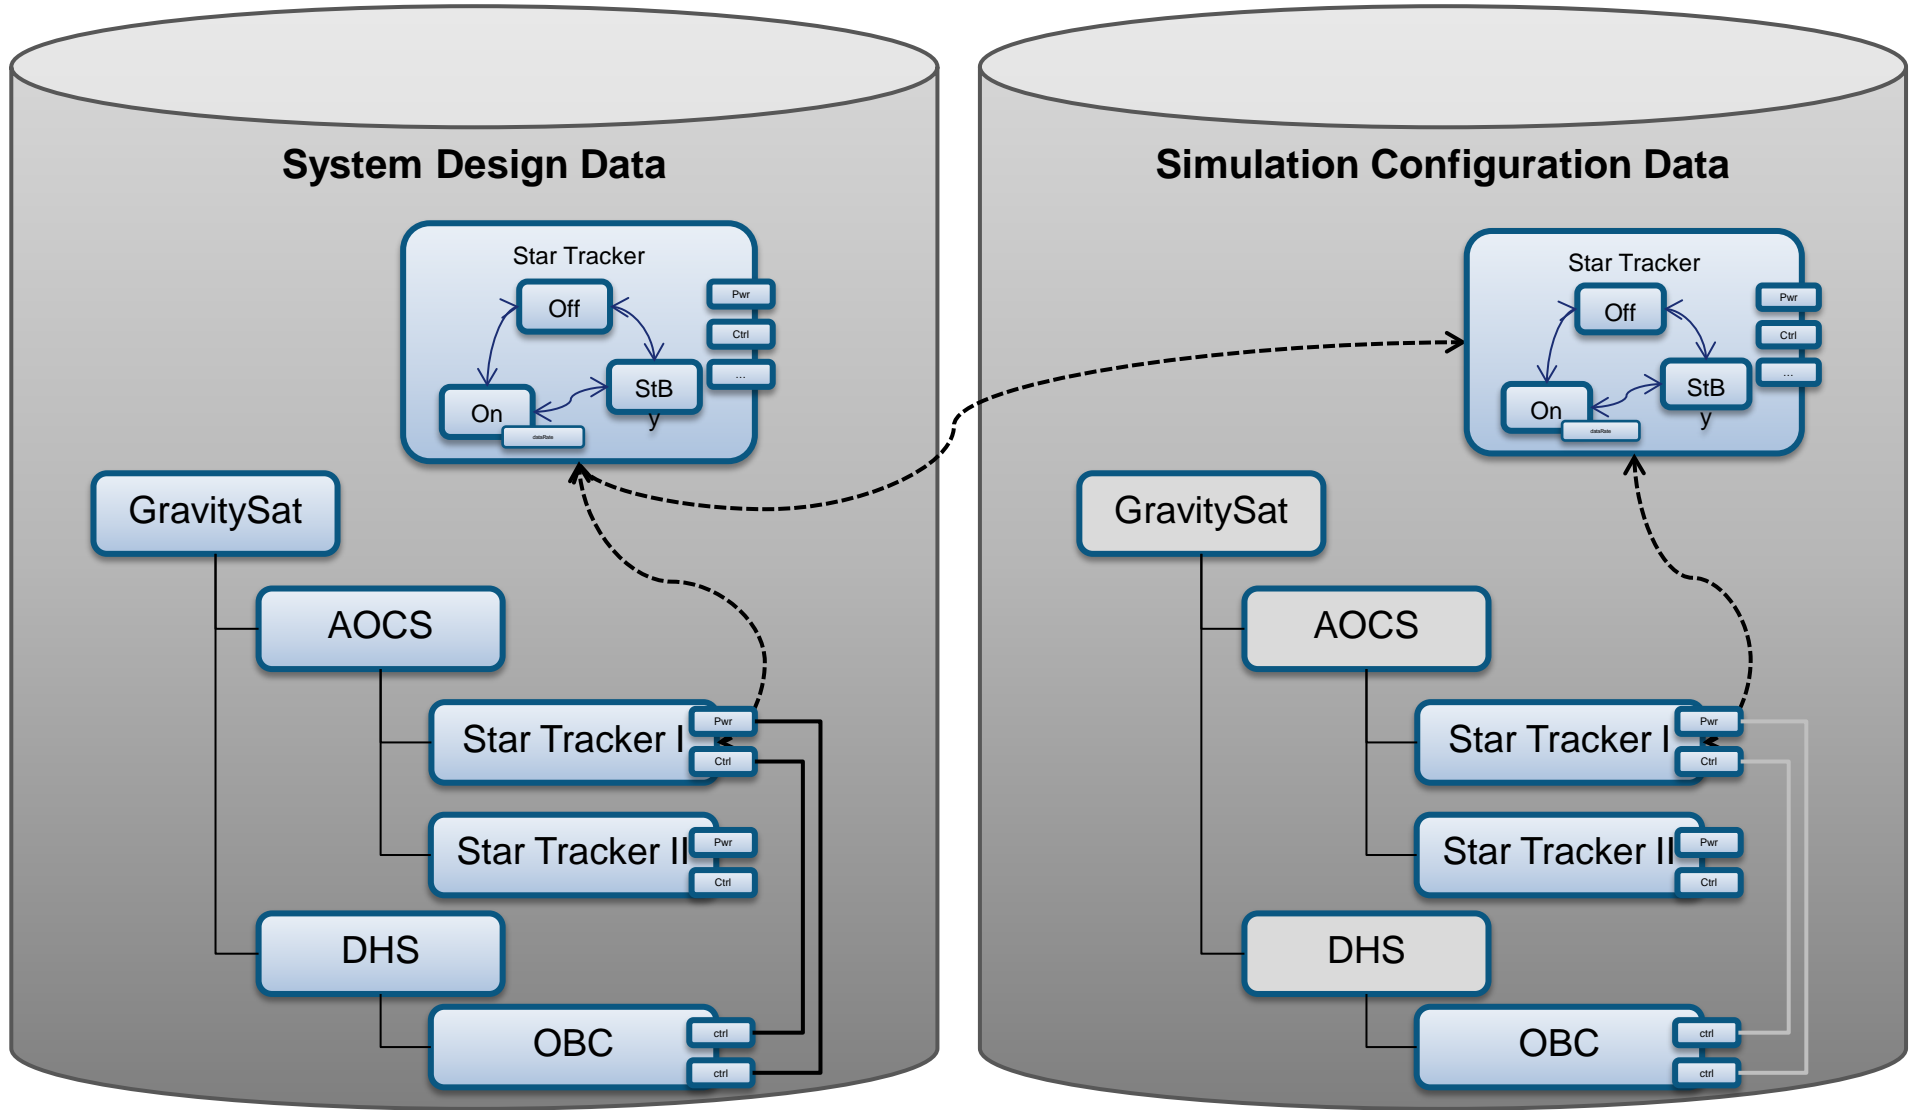 System Design Data
Star Tracker
Off
Pwr
Ctrl
...
StB
y
On
dataRate
GravitySat
AOCS
Star Tracker I
Pwr
Ctrl
Star Tracker II
Pwr
Ctrl
DHS
OBC
ctrl
ctrl
Simulation Configuration Data
Star Tracker
Off
Pwr
Ctrl
...
StB
y
On
dataRate
GravitySat
AOCS
Star Tracker I
Pwr
Ctrl
Star Tracker II
Pwr
Ctrl
DHS
OBC
ctrl
ctrl